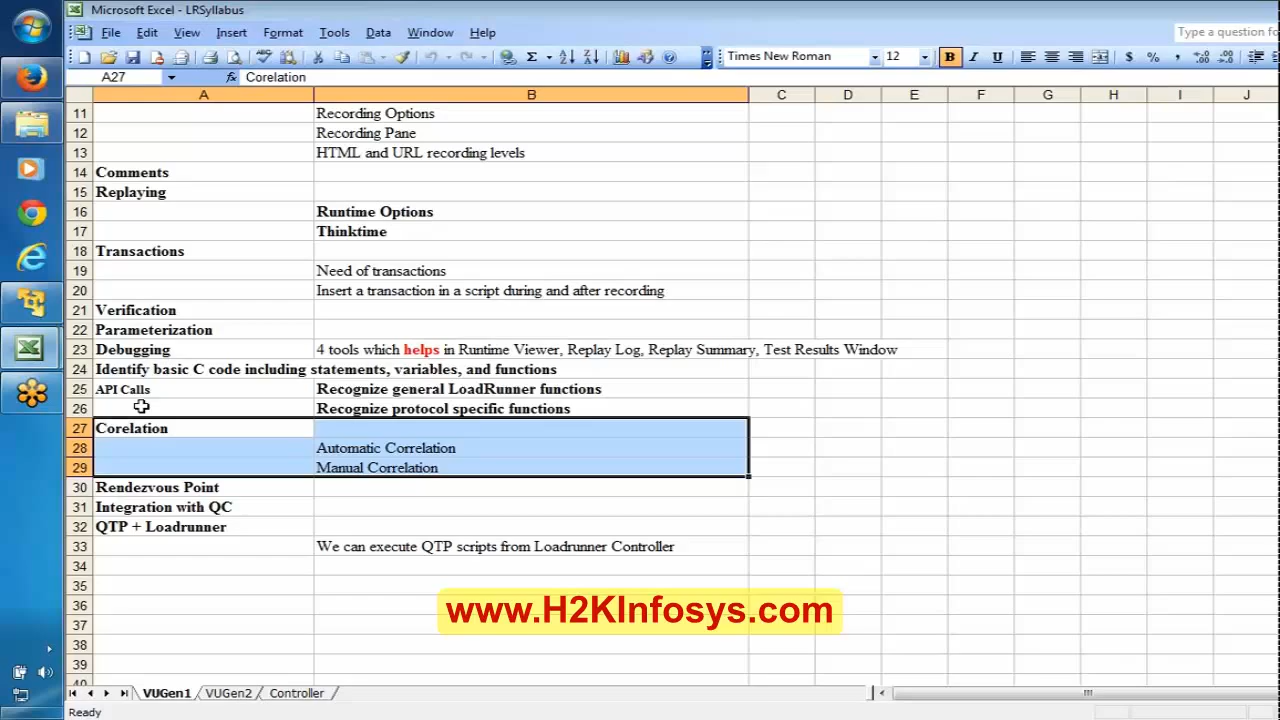 Microsoft Excel - LRSyllabus
File Edit View Insert Format Tools Data Window Help Type a question fo
Times New Roman 12 B I U $ %
A27 fx Corelation
A B C D E F G H I J
11 Recording Options
12 Recording Pane
13 HTML and URL recording levels
14 Comments
15 Replaying
16 Runtime Options
17 Thinktime
18 Transactions
19 Need of transactions
20 Insert a transaction in a script during and after recording
21 Verification
22 Parameterization
23 Debugging 4 tools which helps in Runtime Viewer, Replay Log, Replay Summary, Test Results Window
24 Identify basic C code including statements, variables, and functions
25 API Calls Recognize general LoadRunner functions
26 Recognize protocol specific functions
27 Corelation
28 Automatic Correlation
29 Manual Correlation
30 Rendezvous Point
31 Integration with QC
32 QTP + Loadrunner
33 We can execute QTP scripts from Loadrunner Controller
34
35
36
37
38
39
40
www.H2KInfosys.com
VUGen1 VUGen2 Controller
Ready